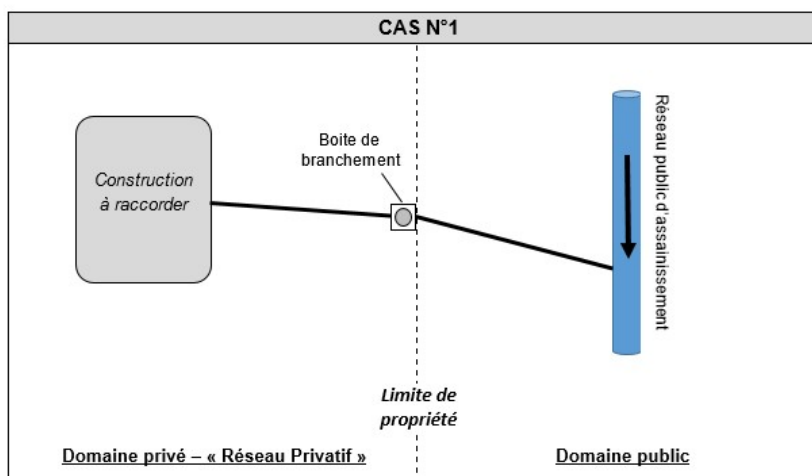 CAS N°1
Construction
à raccorder
Boite de
branchement
Réseau public d'assainissement
Limite de
propriété
Domaine privé – « Réseau Privatif »
Domaine public